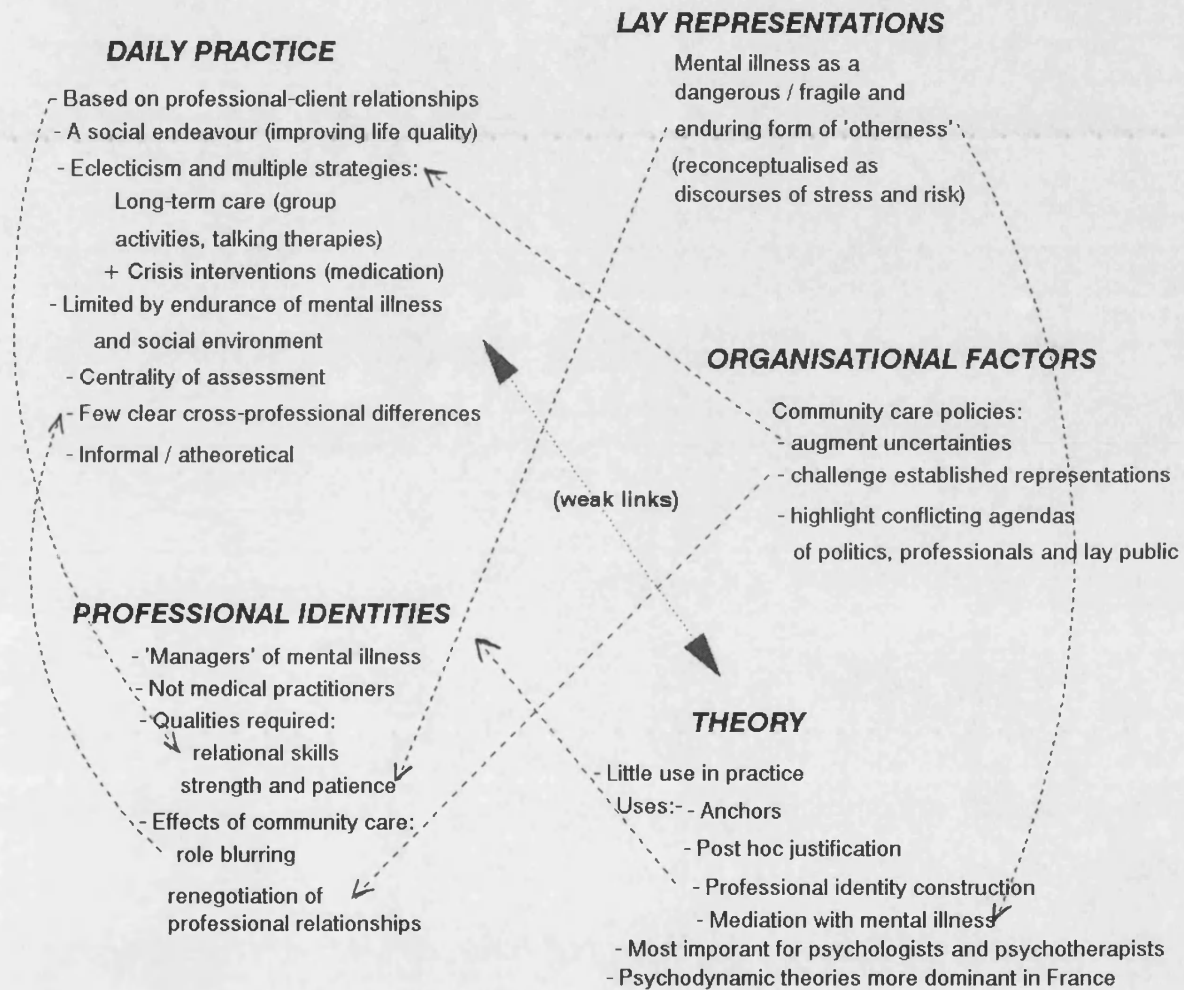 DAILY PRACTICE
- Based on professional-client relationships
- A social endeavour (improving life quality)
- Eclecticism and multiple strategies:
Long-term care (group
activities, talking therapies)
+ Crisis interventions (medication)
- Limited by endurance of mental illness
and social environment
- Centrality of assessment
- Few clear cross-professional differences
- Informal / atheoretical
LAY REPRESENTATIONS
Mental illness as a
dangerous / fragile and
enduring form of 'otherness'
(reconceptualised as
discourses of stress and risk)
ORGANISATIONAL FACTORS
Community care policies:
- augment uncertainties
- challenge established representations
- highlight conflicting agendas
of politics, professionals and lay public
(weak links)
PROFESSIONAL IDENTITIES
- 'Managers' of mental illness
- Not medical practitioners
- Qualities required:
relational skills
strength and patience
- Effects of community care:
role blurring
renegotiation of
professional relationships
THEORY
- Little use in practice
Uses:- - Anchors
- Post hoc justification
- Professional identity construction
- Mediation with mental illness
- Most imporant for psychologists and psychotherapists
- Psychodynamic theories more dominant in France